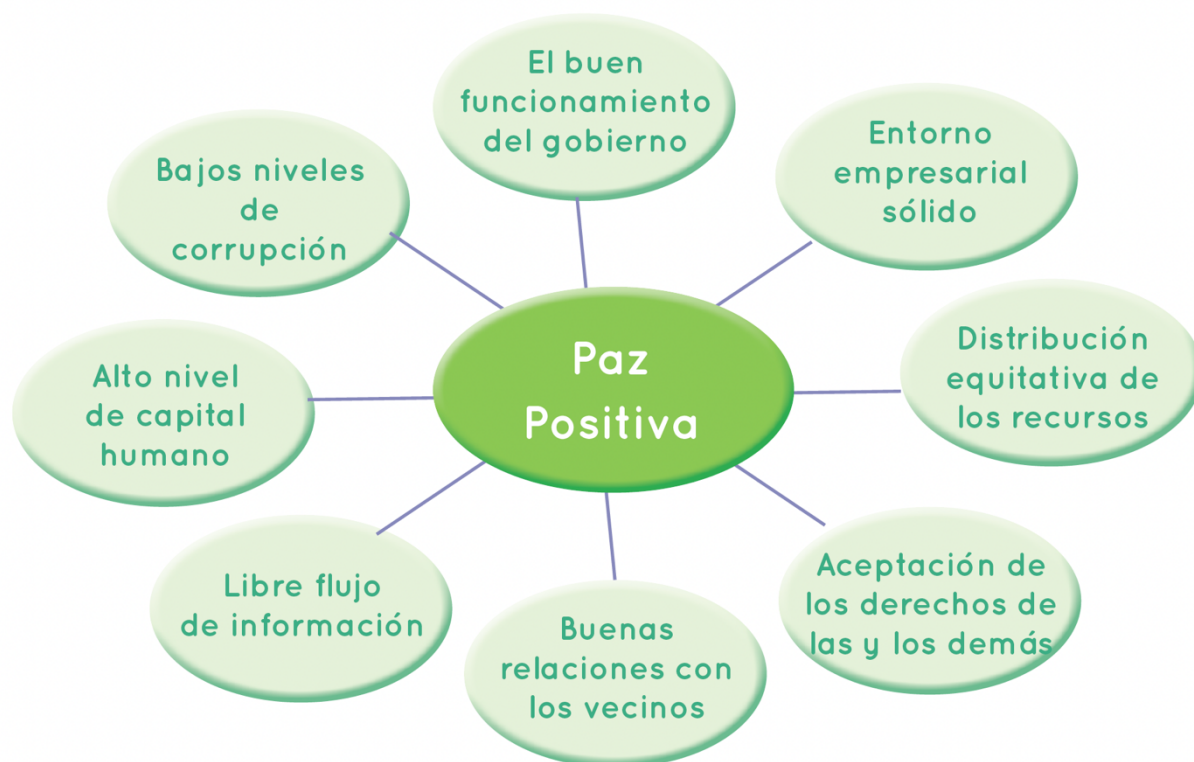 El buen
funcionamiento
del gobierno
Entorno
empresarial
sólido
Bajos niveles
de
corrupción
Distribución
equitativa de
los recursos
Paz
Positiva
Alto nivel
de capital
humano
Aceptación de
los derechos de
las y los demás
Libre flujo
de información
Buenas
relaciones con
los vecinos